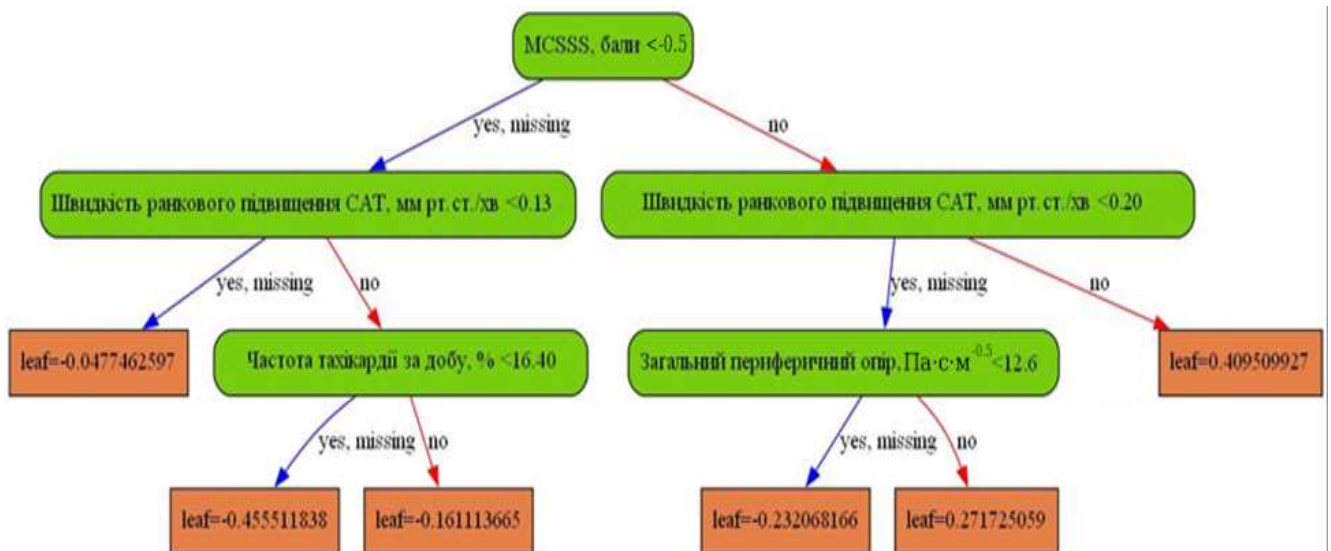 MCSSS, бали <-0.5
yes, missing
no
Швидкість ранкового підвищення САТ, мм рт. ст./хв <0.13
Швидкість ранкового підвищення САТ, мм рт. ст./хв <0.20
yes, missing
no
yes, missing
no
leaf=-0.0477462597
Частота тахікардії за добу, % <16.40
Загальний периферичний опір, Па·с·м⁻⁰·⁵<12.6
leaf=0.409509927
yes, missing
no
yes, missing
no
leaf=-0.455511838
leaf=-0.161113665
leaf=-0.232068166
leaf=0.271725059